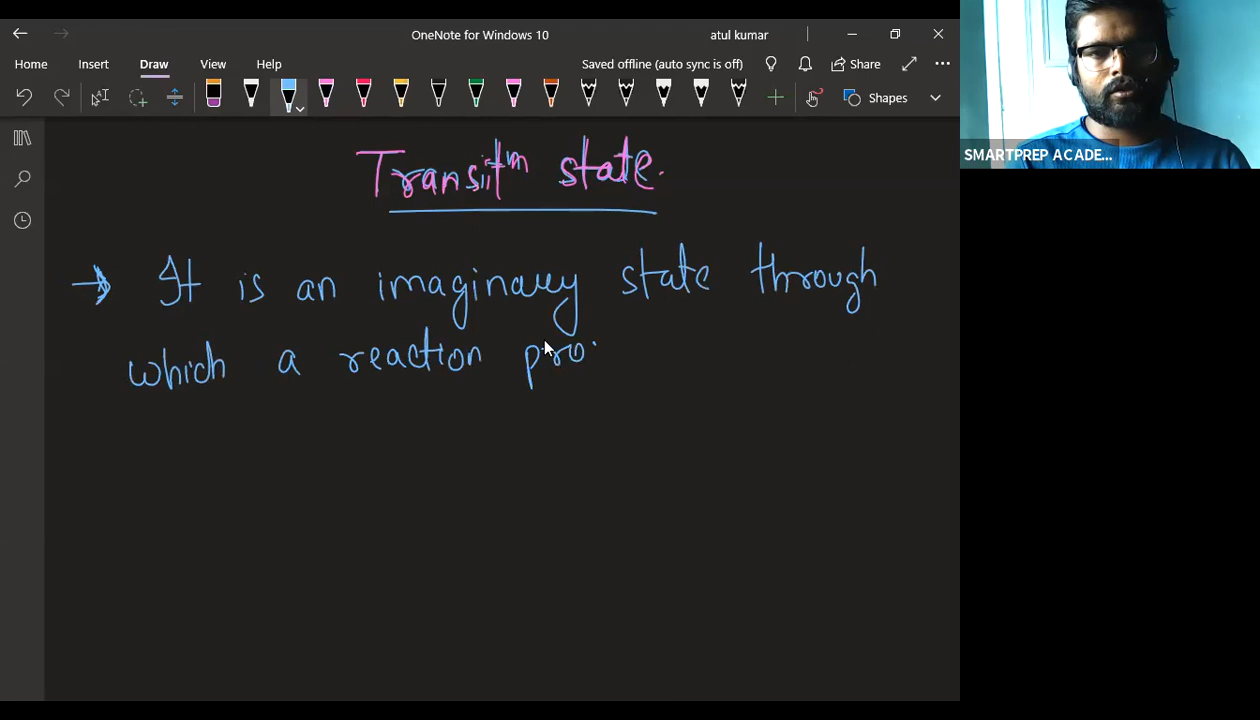 OneNote for Windows 10
atul kumar
Home Insert Draw View Help
Saved offline (auto sync is off)
Share
Shapes
SMARTPREP ACADE...
Transitn state.
→ It is an imaginary state through
which a reaction pro